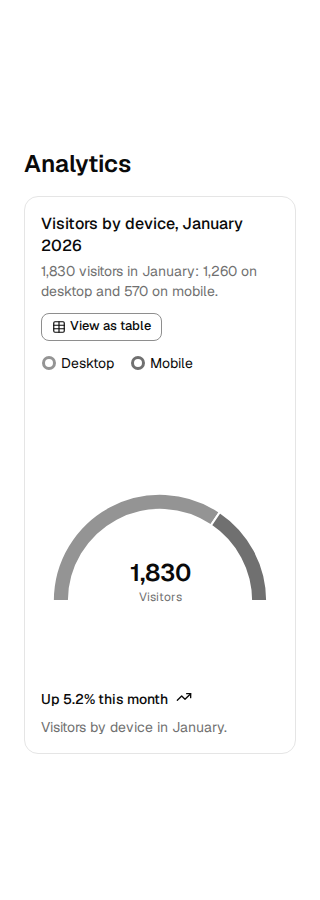 Analytics
Visitors by device, January
2026
1,830 visitors in January: 1,260 on
desktop and 570 on mobile.
View as table
Desktop Mobile
1,830
Visitors
Up 5.2% this month
Visitors by device in January.